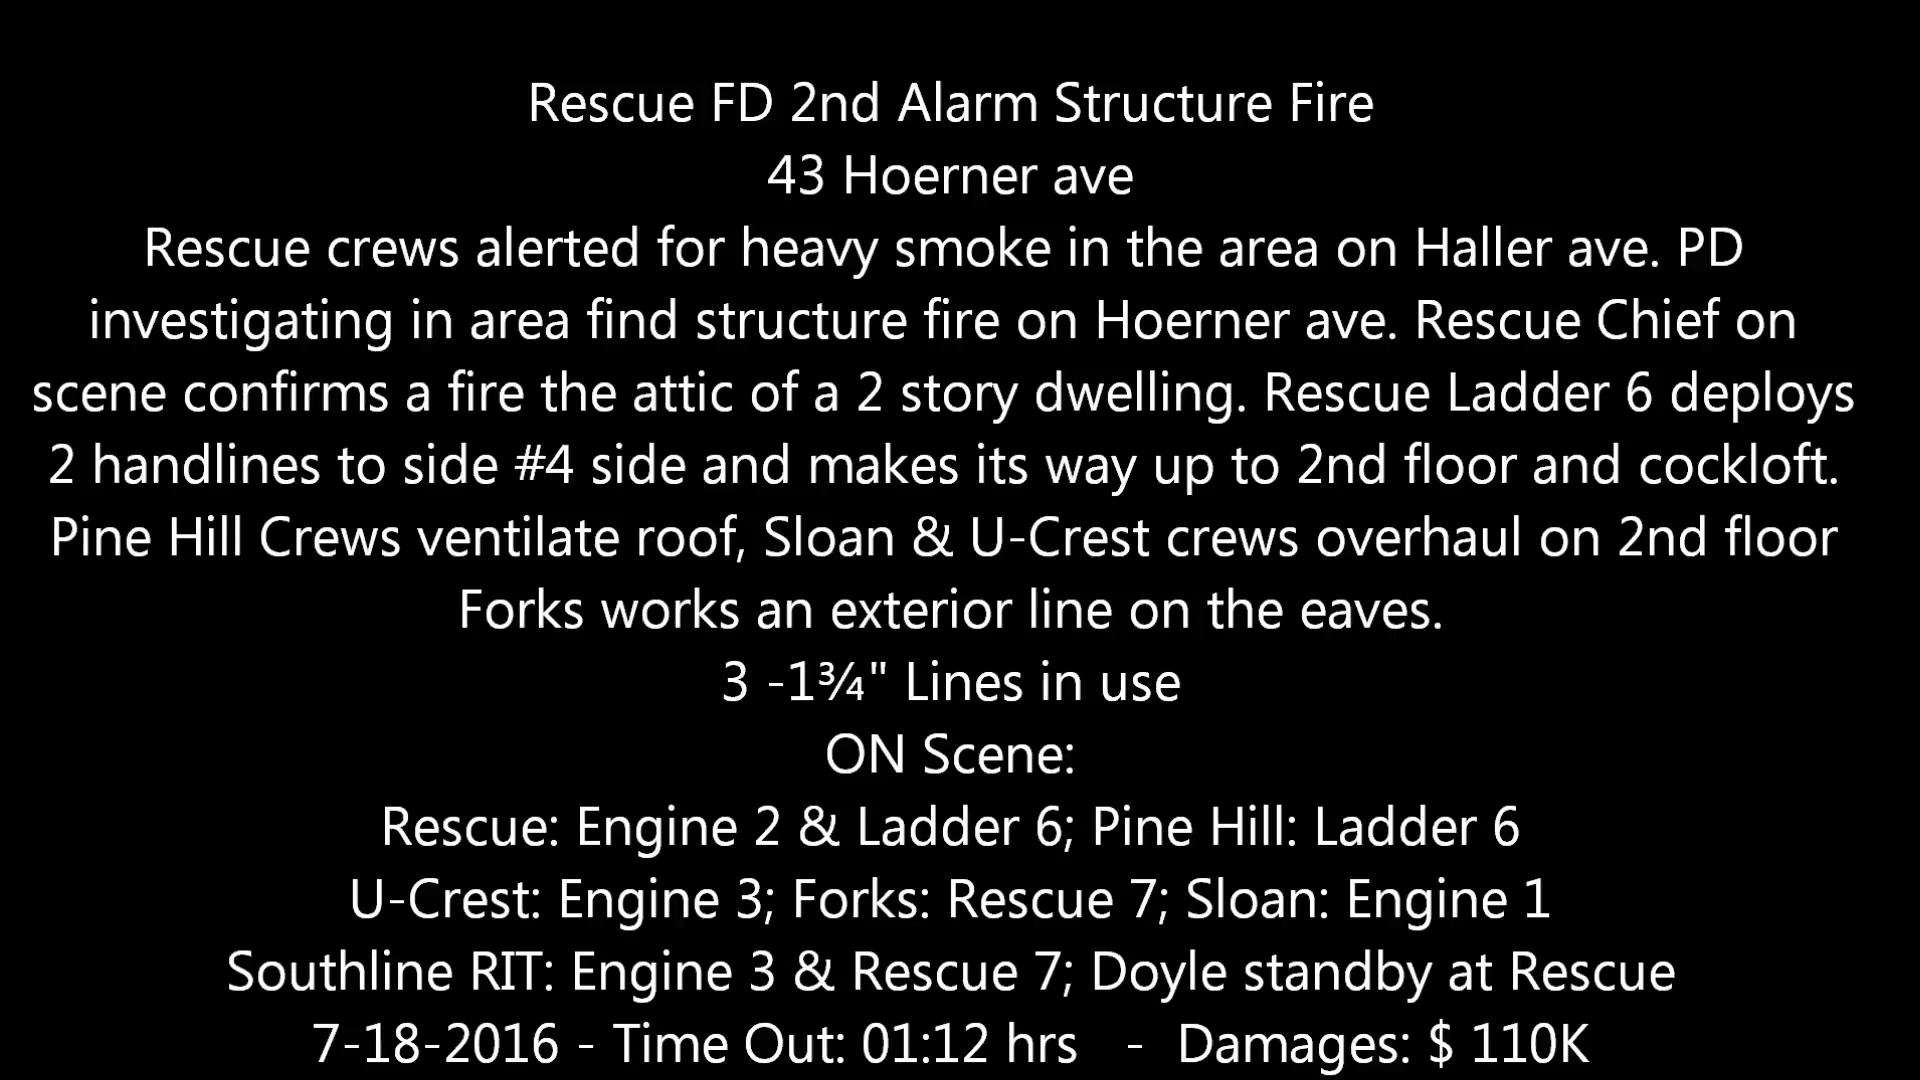 Rescue FD 2nd Alarm Structure Fire
43 Hoerner ave
Rescue crews alerted for heavy smoke in the area on Haller ave. PD
investigating in area find structure fire on Hoerner ave. Rescue Chief on
scene confirms a fire the attic of a 2 story dwelling. Rescue Ladder 6 deploys
2 handlines to side #4 side and makes its way up to 2nd floor and cockloft.
Pine Hill Crews ventilate roof, Sloan & U-Crest crews overhaul on 2nd floor
Forks works an exterior line on the eaves.
3 -1¾" Lines in use
ON Scene:
Rescue: Engine 2 & Ladder 6; Pine Hill: Ladder 6
U-Crest: Engine 3; Forks: Rescue 7; Sloan: Engine 1
Southline RIT: Engine 3 & Rescue 7; Doyle standby at Rescue
7-18-2016 - Time Out: 01:12 hrs   -  Damages: $ 110K